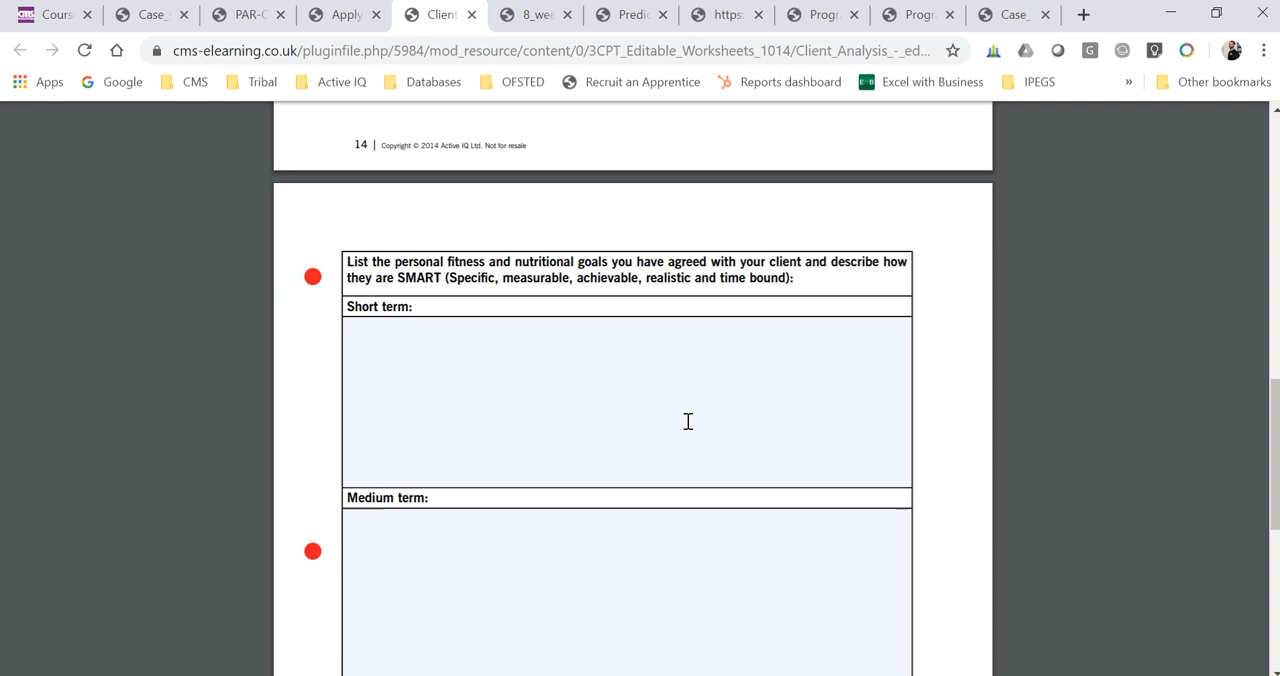 Cours
Case_
PAR-C
Apply
Client
8_wee
Predic
https:
Progra
Progr
Case_
cms-elearning.co.uk/pluginfile.php/5984/mod_resource/content/0/3CPT_Editable_Worksheets_1014/Client_Analysis_-_ed...
Apps
Google
CMS
Tribal
Active IQ
Databases
OFSTED
Recruit an Apprentice
Reports dashboard
Excel with Business
IPEGS
»
Other bookmarks
14 | Copyright © 2014 Active IQ Ltd. Not for resale
List the personal fitness and nutritional goals you have agreed with your client and describe how
they are SMART (Specific, measurable, achievable, realistic and time bound):
Short term:
Medium term: